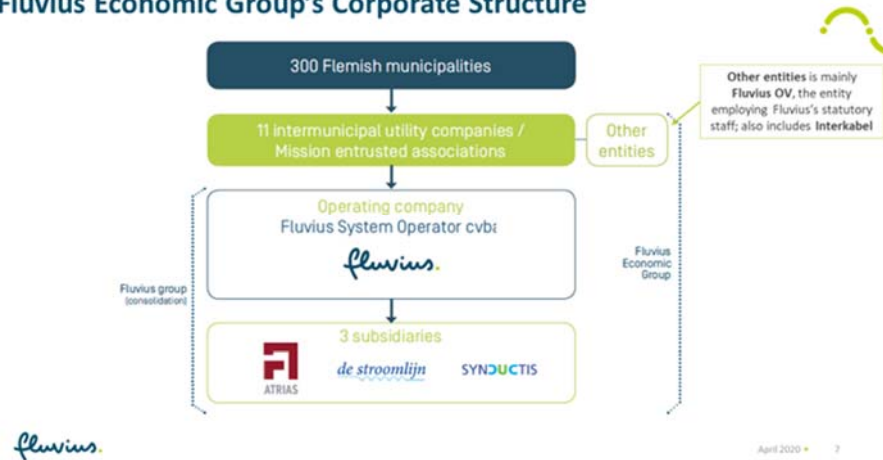 Fluvius Economic Group's Corporate Structure
300 Flemish municipalities
11 intermunicipal utility companies /
Mission entrusted associations
Other
entities
Other entities is mainly
Fluvius OV, the entity
employing Fluvius's statutory
staff; also includes Interkabel
Operating company
Fluvius System Operator cvba
fluvius.
Fluvius group
(consolidation)
Fluvius
Economic
Group
3 subsidiaries
ATRIAS
de stroomlijn
SYNDUCTIS
fluvius.
April 2020
7